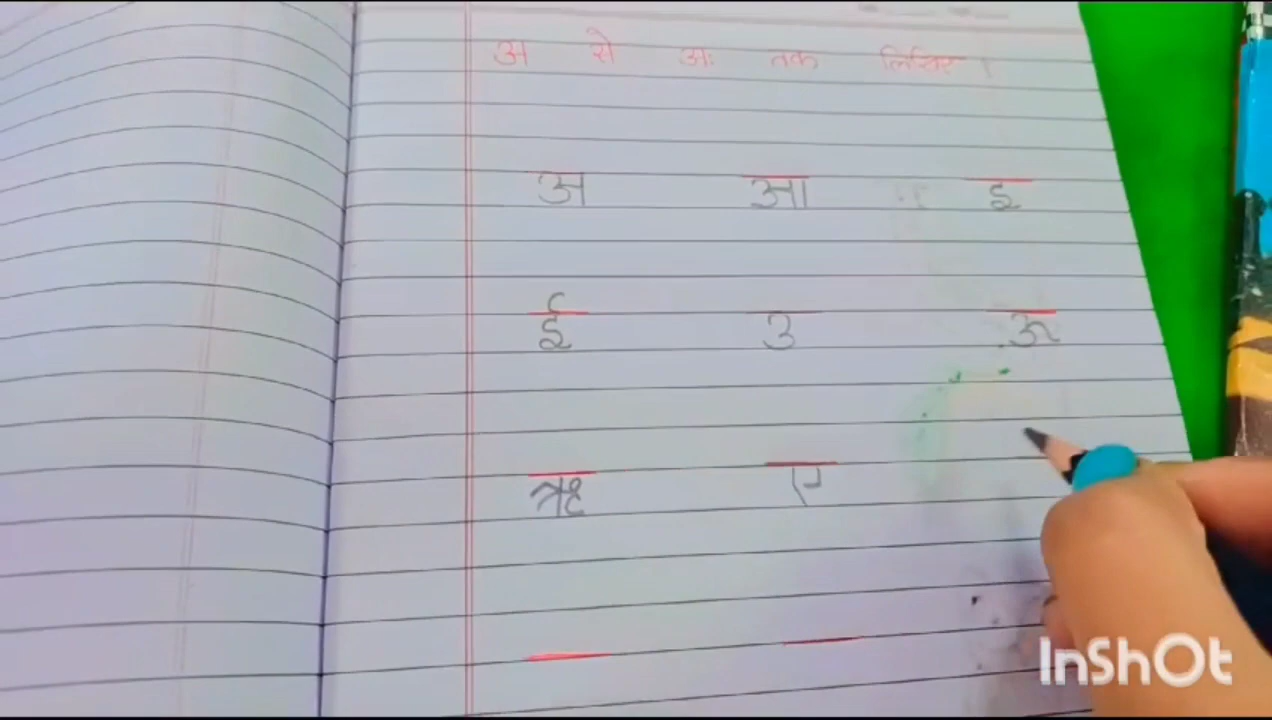 अ से अः तक लिखिए ।
अ आ इ
ई उ ऊ
ऋ ए
InShOt